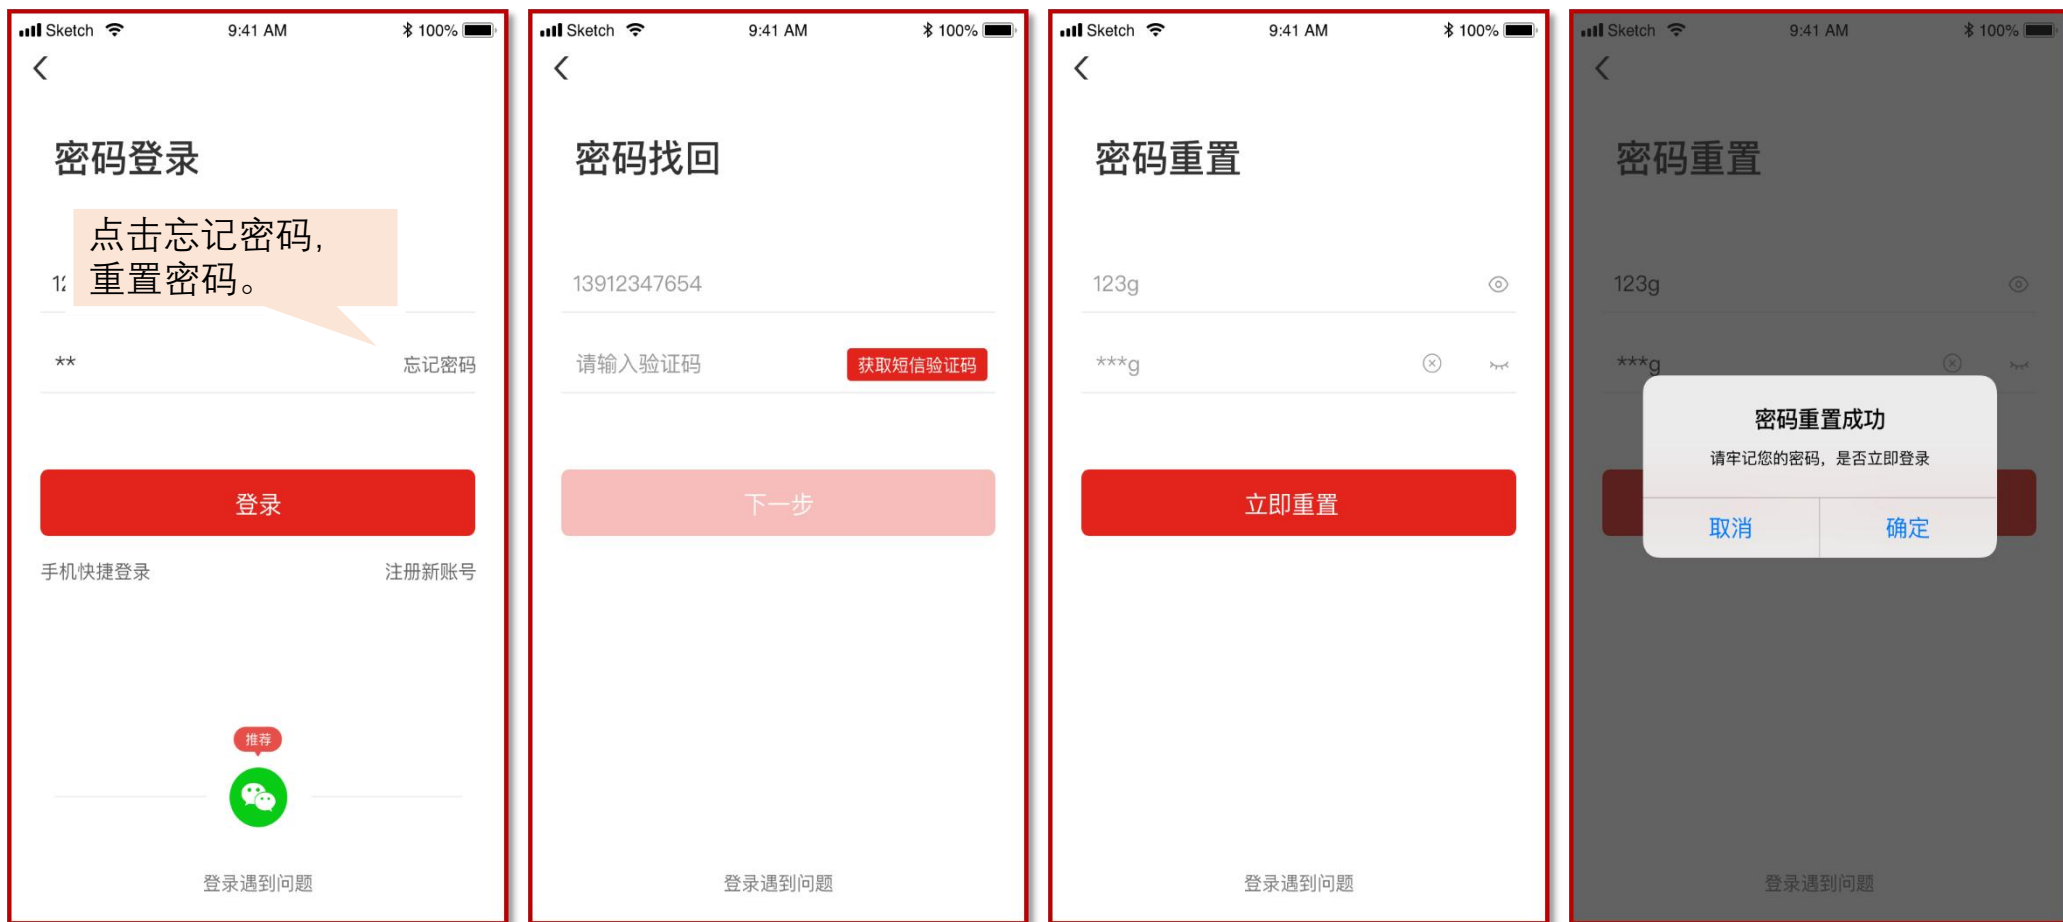 Sketch 9:41 AM 100%
密码登录
点击忘记密码,
重置密码。
12
** 忘记密码
登录
手机快捷登录 注册新账号
推荐
登录遇到问题
Sketch 9:41 AM 100%
密码找回
13912347654
请输入验证码 获取短信验证码
下一步
登录遇到问题
Sketch 9:41 AM 100%
密码重置
123g
***g
立即重置
登录遇到问题
Sketch 9:41 AM 100%
密码重置
123g
***g
密码重置成功
请牢记您的密码，是否立即登录
取消 确定
登录遇到问题